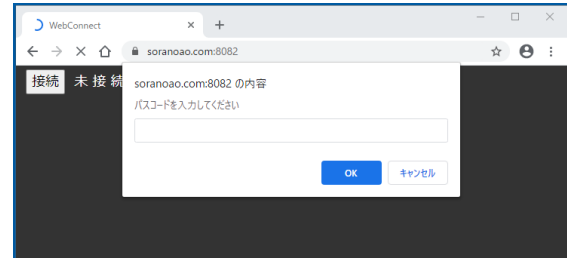 WebConnect
soranoao.com:8082
接続 未接続
soranoao.com:8082 の内容
パスコードを入力してください
OK キャンセル